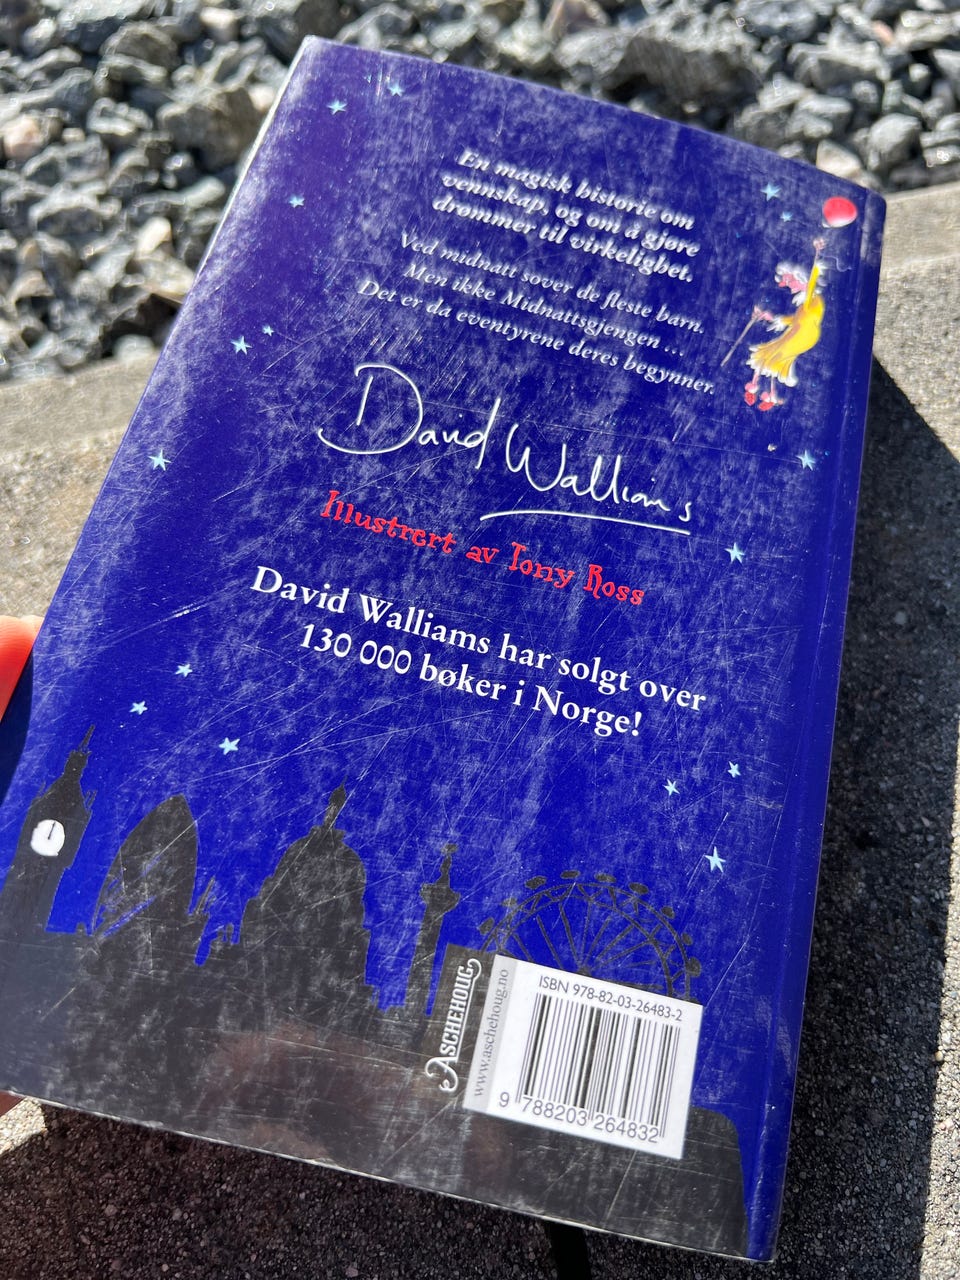 En magisk historie om
vennskap, og om å gjøre
drømmer til virkelighet.
Ved midnatt sover de fleste barn.
Men ikke Midnattsgjengen ...
Det er da eventyrene deres begynner.
David Walliams
Illustrert av Tony Ross
David Walliams har solgt over
130 000 bøker i Norge!
ASCHEHOUG
www.aschehoug.no
ISBN 978-82-03-26483-2
9 788203 264832